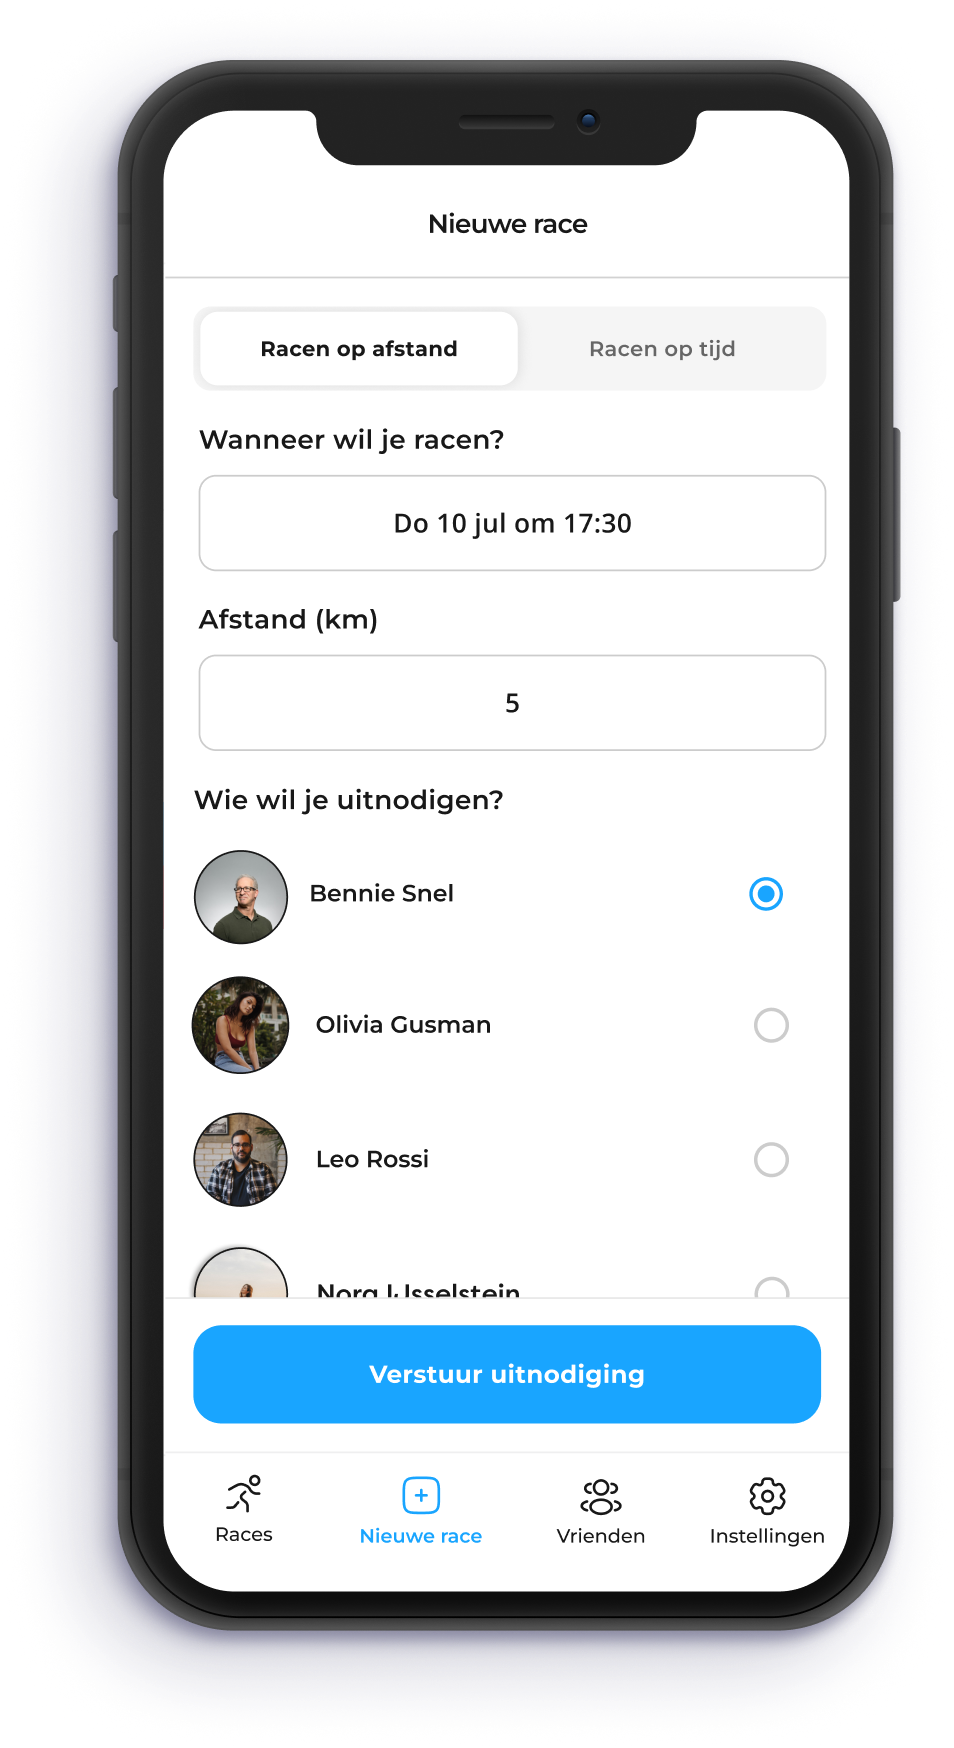 Nieuwe race
Racen op afstand
Racen op tijd
Wanneer wil je racen?
Do 10 jul om 17:30
Afstand (km)
5
Wie wil je uitnodigen?
Bennie Snel
Olivia Gusman
Leo Rossi
Nora IJsselstein
Verstuur uitnodiging
Races
Nieuwe race
Vrienden
Instellingen